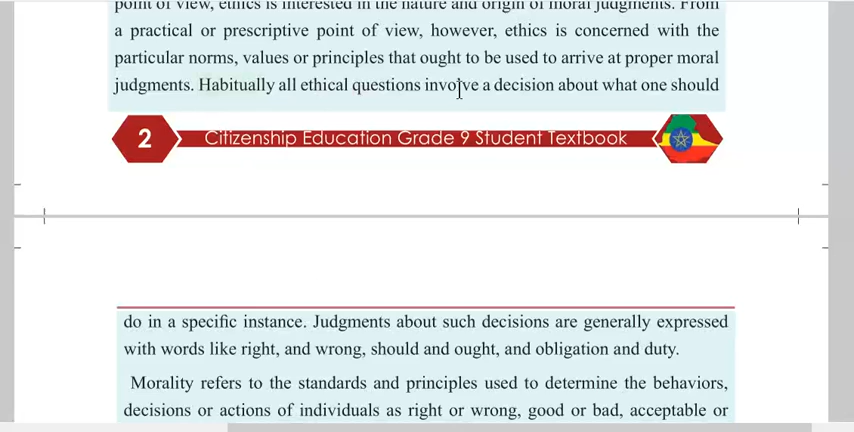 point of view, ethics is interested in the nature and origin of moral judgments. From
a practical or prescriptive point of view, however, ethics is concerned with the
particular norms, values or principles that ought to be used to arrive at proper moral
judgments. Habitually all ethical questions involve a decision about what one should
2 Citizenship Education Grade 9 Student Textbook
do in a specific instance. Judgments about such decisions are generally expressed
with words like right, and wrong, should and ought, and obligation and duty.
Morality refers to the standards and principles used to determine the behaviors,
decisions or actions of individuals as right or wrong, good or bad, acceptable or